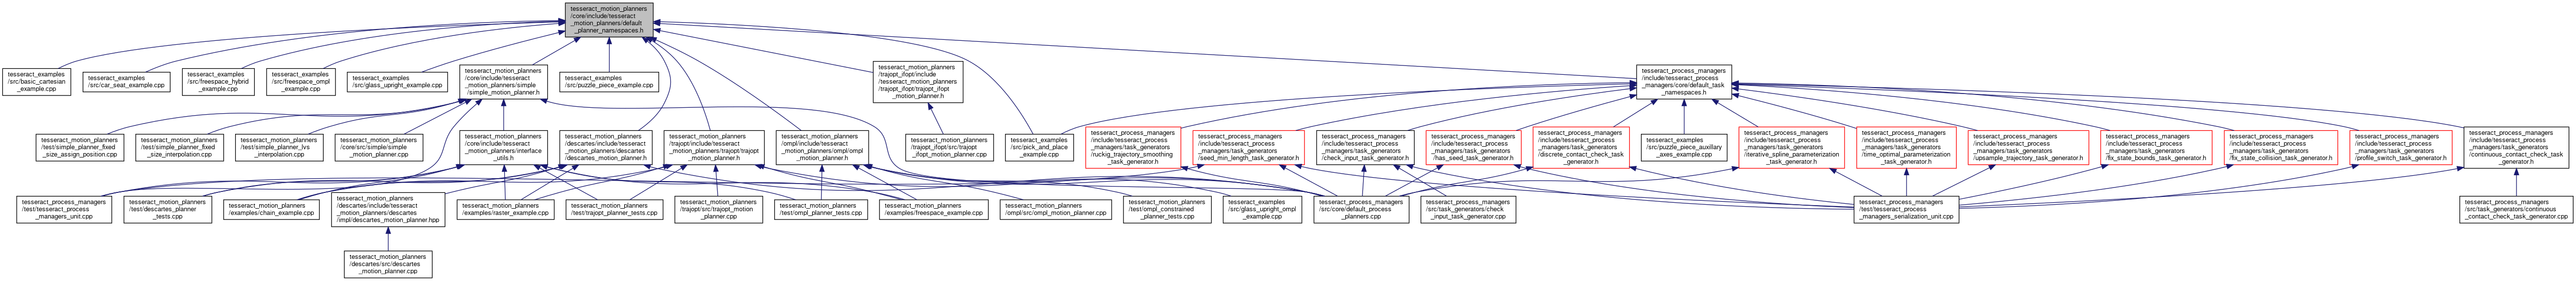 tesseract_motion_planners
/core/include/tesseract
_motion_planners/default
_planner_namespaces.h
tesseract_examples
/src/basic_cartesian
_example.cpp
tesseract_examples
/src/car_seat_example.cpp
tesseract_examples
/src/freespace_hybrid
_example.cpp
tesseract_examples
/src/freespace_ompl
_example.cpp
tesseract_examples
/src/glass_upright_example.cpp
tesseract_motion_planners
/core/include/tesseract
_motion_planners/simple
/simple_motion_planner.h
tesseract_examples
/src/puzzle_piece_example.cpp
tesseract_motion_planners
/trajopt_ifopt/include
/tesseract_motion_planners
/trajopt_ifopt/trajopt_ifopt
_motion_planner.h
tesseract_process_managers
/include/tesseract_process
_managers/core/default_task
_namespaces.h
tesseract_motion_planners
/test/simple_planner_fixed
_size_assign_position.cpp
tesseract_motion_planners
/test/simple_planner_fixed
_size_interpolation.cpp
tesseract_motion_planners
/test/simple_planner_lvs
_interpolation.cpp
tesseract_motion_planners
/core/src/simple/simple
_motion_planner.cpp
tesseract_motion_planners
/core/include/tesseract
_motion_planners/interface
_utils.h
tesseract_motion_planners
/descartes/include/tesseract
_motion_planners/descartes
/descartes_motion_planner.h
tesseract_motion_planners
/trajopt/include/tesseract
_motion_planners/trajopt/trajopt
_motion_planner.h
tesseract_motion_planners
/ompl/include/tesseract
_motion_planners/ompl/ompl
_motion_planner.h
tesseract_motion_planners
/trajopt_ifopt/src/trajopt
_ifopt_motion_planner.cpp
tesseract_examples
/src/pick_and_place
_example.cpp
tesseract_process_managers
/include/tesseract_process
_managers/task_generators
/ruckig_trajectory_smoothing
_task_generator.h
tesseract_process_managers
/include/tesseract_process
_managers/task_generators
/seed_min_length_task_generator.h
tesseract_process_managers
/include/tesseract_process
_managers/task_generators
/check_input_task_generator.h
tesseract_process_managers
/include/tesseract_process
_managers/task_generators
/has_seed_task_generator.h
tesseract_process_managers
/include/tesseract_process
_managers/task_generators
/discrete_contact_check_task
_generator.h
tesseract_examples
/src/puzzle_piece_auxillary
_axes_example.cpp
tesseract_process_managers
/include/tesseract_process
_managers/task_generators
/iterative_spline_parameterization
_task_generator.h
tesseract_process_managers
/include/tesseract_process
_managers/task_generators
/time_optimal_parameterization
_task_generator.h
tesseract_process_managers
/include/tesseract_process
_managers/task_generators
/upsample_trajectory_task_generator.h
tesseract_process_managers
/include/tesseract_process
_managers/task_generators
/fix_state_bounds_task_generator.h
tesseract_process_managers
/include/tesseract_process
_managers/task_generators
/fix_state_collision_task_generator.h
tesseract_process_managers
/include/tesseract_process
_managers/task_generators
/profile_switch_task_generator.h
tesseract_process_managers
/include/tesseract_process
_managers/task_generators
/continuous_contact_check_task
_generator.h
tesseract_process_managers
/test/tesseract_process
_managers_unit.cpp
tesseract_motion_planners
/test/descartes_planner
_tests.cpp
tesseract_motion_planners
/examples/chain_example.cpp
tesseract_motion_planners
/descartes/include/tesseract
_motion_planners/descartes
/impl/descartes_motion_planner.hpp
tesseract_motion_planners
/examples/raster_example.cpp
tesseract_motion_planners
/test/trajopt_planner_tests.cpp
tesseract_motion_planners
/trajopt/src/trajopt_motion
_planner.cpp
tesseract_motion_planners
/test/ompl_planner_tests.cpp
tesseract_motion_planners
/examples/freespace_example.cpp
tesseract_motion_planners
/ompl/src/ompl_motion_planner.cpp
tesseract_motion_planners
/test/ompl_constrained
_planner_tests.cpp
tesseract_examples
/src/glass_upright_ompl
_example.cpp
tesseract_process_managers
/src/core/default_process
_planners.cpp
tesseract_process_managers
/src/task_generators/check
_input_task_generator.cpp
tesseract_process_managers
/test/tesseract_process
_managers_serialization_unit.cpp
tesseract_process_managers
/src/task_generators/continuous
_contact_check_task_generator.cpp
tesseract_motion_planners
/descartes/src/descartes
_motion_planner.cpp